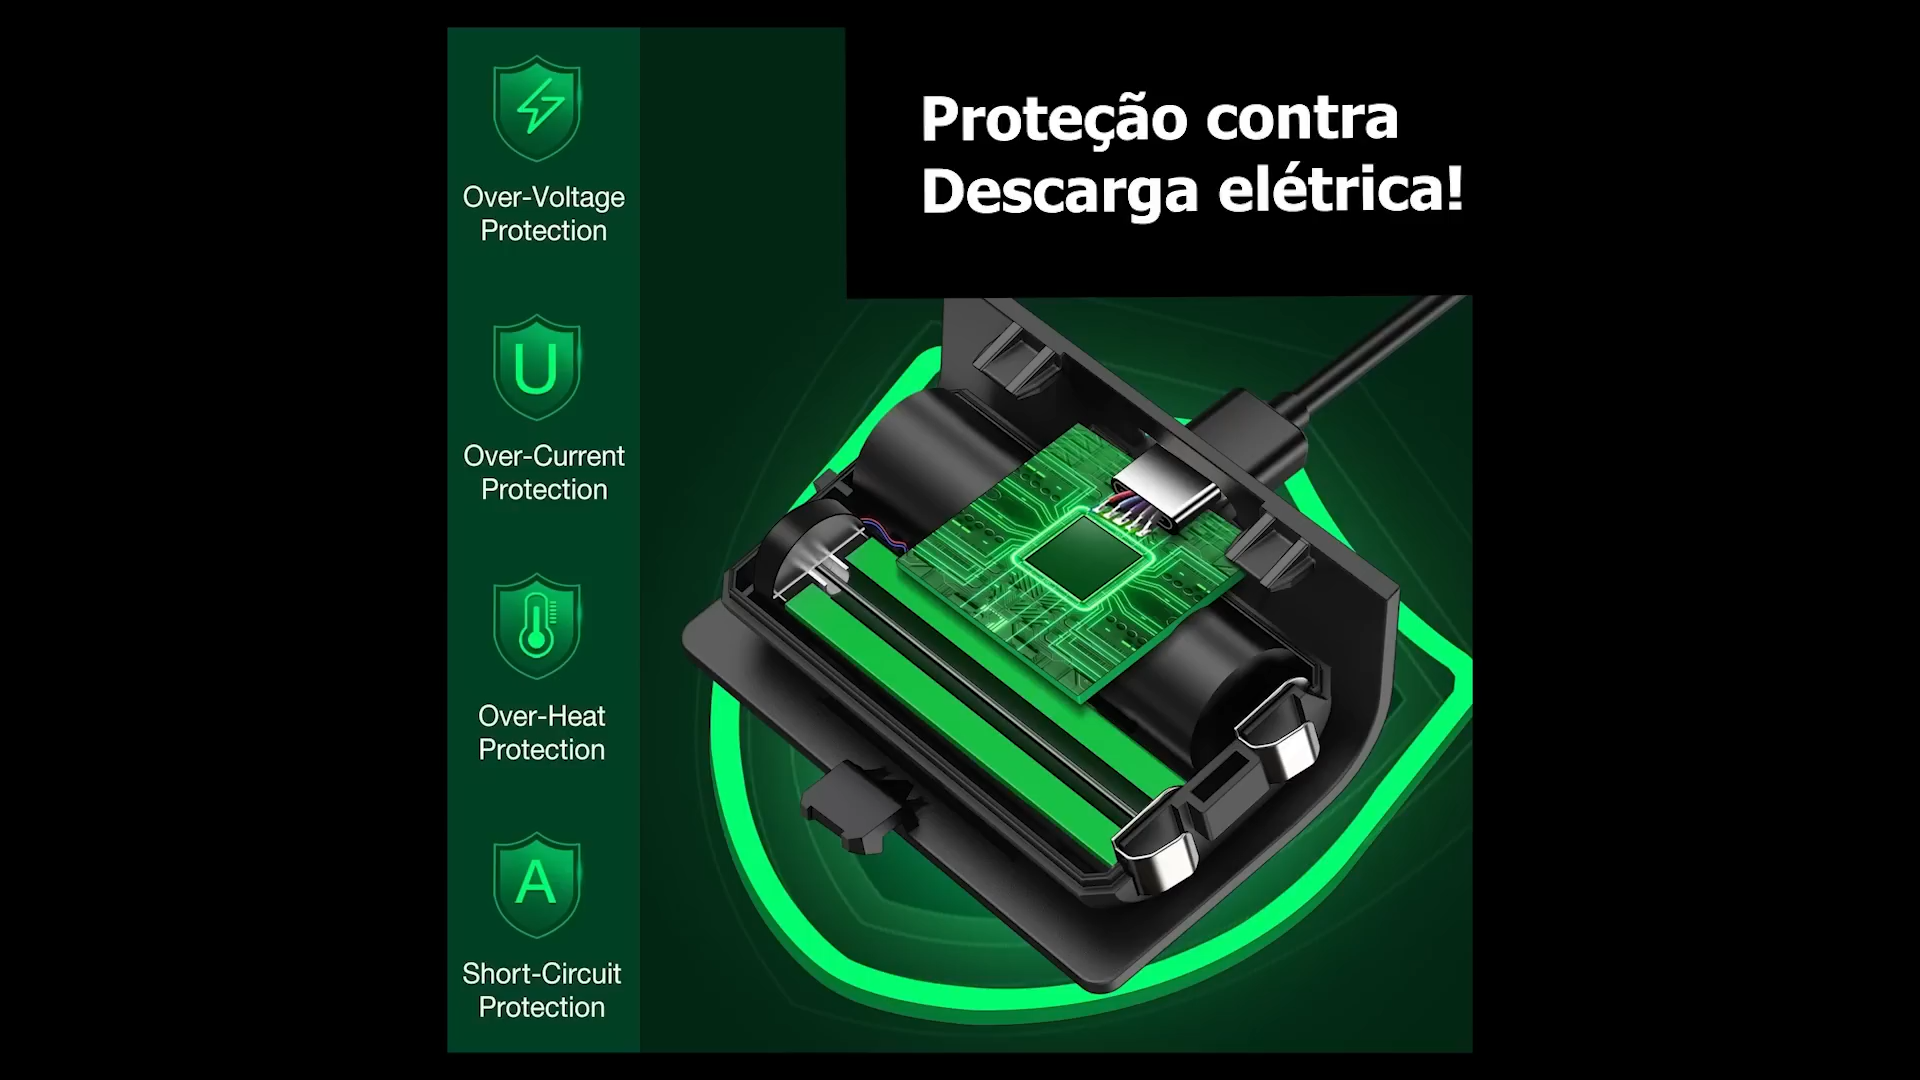 Proteção contra
Descarga elétrica!
Over-Voltage
Protection
U
Over-Current
Protection
Over-Heat
Protection
A
Short-Circuit
Protection